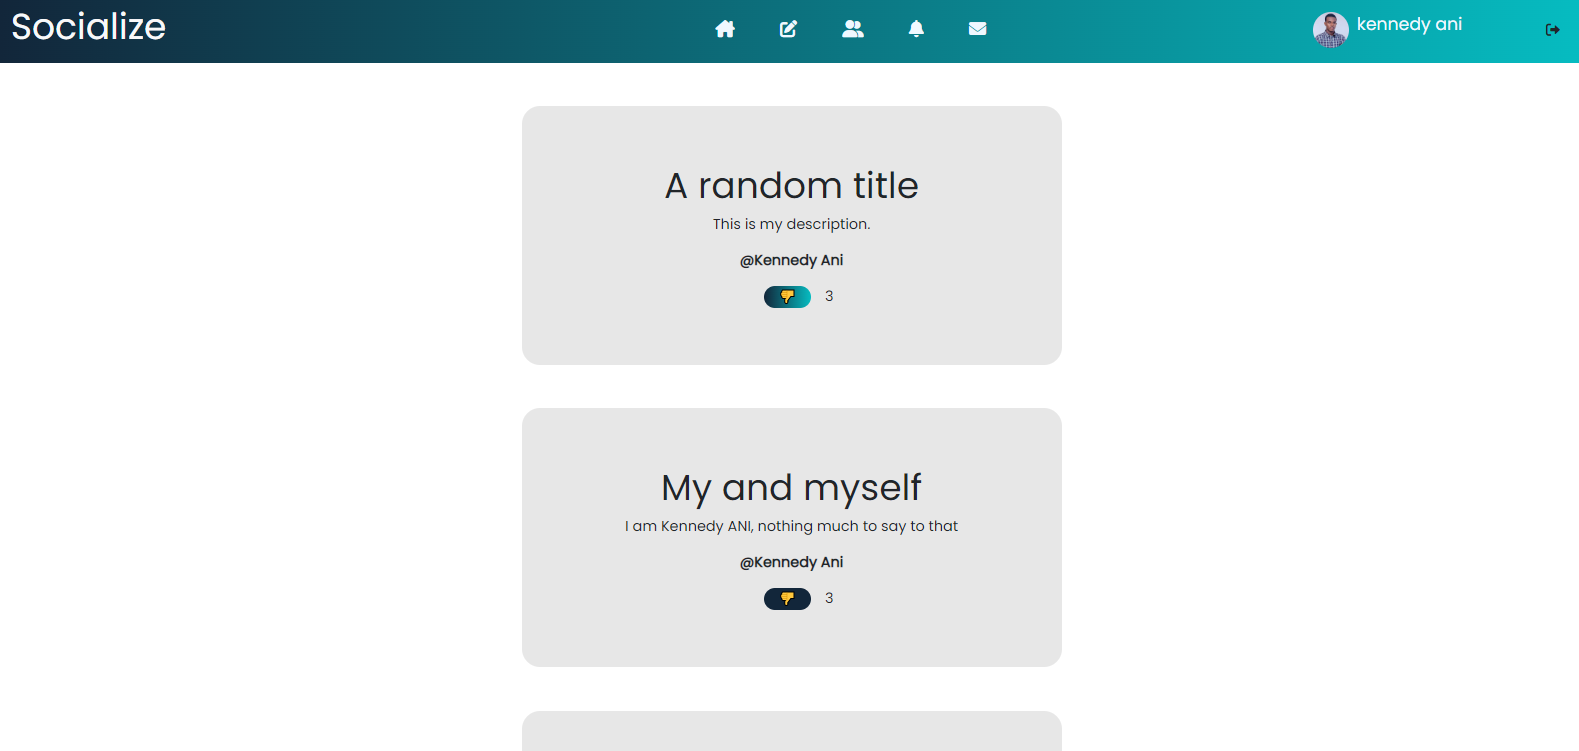 Socialize
kennedy ani
A random title
This is my description.
@Kennedy Ani
3
My and myself
I am Kennedy ANI, nothing much to say to that
@Kennedy Ani
3